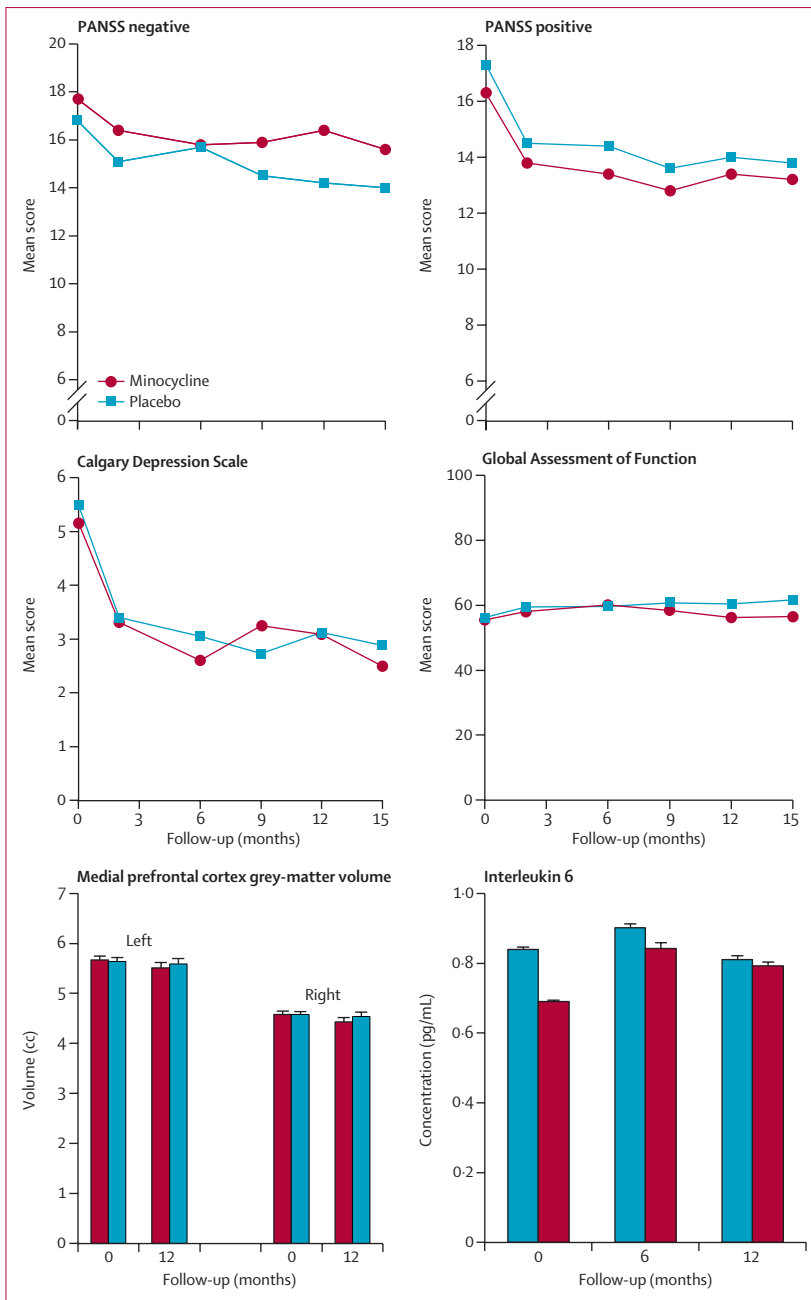 PANSS negative
20
18
16
14
12
10
8
6
0
Mean score
Minocycline
Placebo
PANSS positive
18
16
14
12
10
8
6
0
Mean score
Calgary Depression Scale
6
5
4
3
2
1
0
Mean score
0 3 6 9 12 15
Follow-up (months)
Global Assessment of Function
100
80
60
40
20
0
Mean score
0 3 6 9 12 15
Follow-up (months)
Medial prefrontal cortex grey-matter volume
7
6
5
4
3
2
1
0
Volume (cc)
Left
Right
0 12 0 12
Follow-up (months)
Interleukin 6
1·0
0·8
0·6
0·4
0·2
0
Concentration (pg/mL)
0 6 12
Follow-up (months)